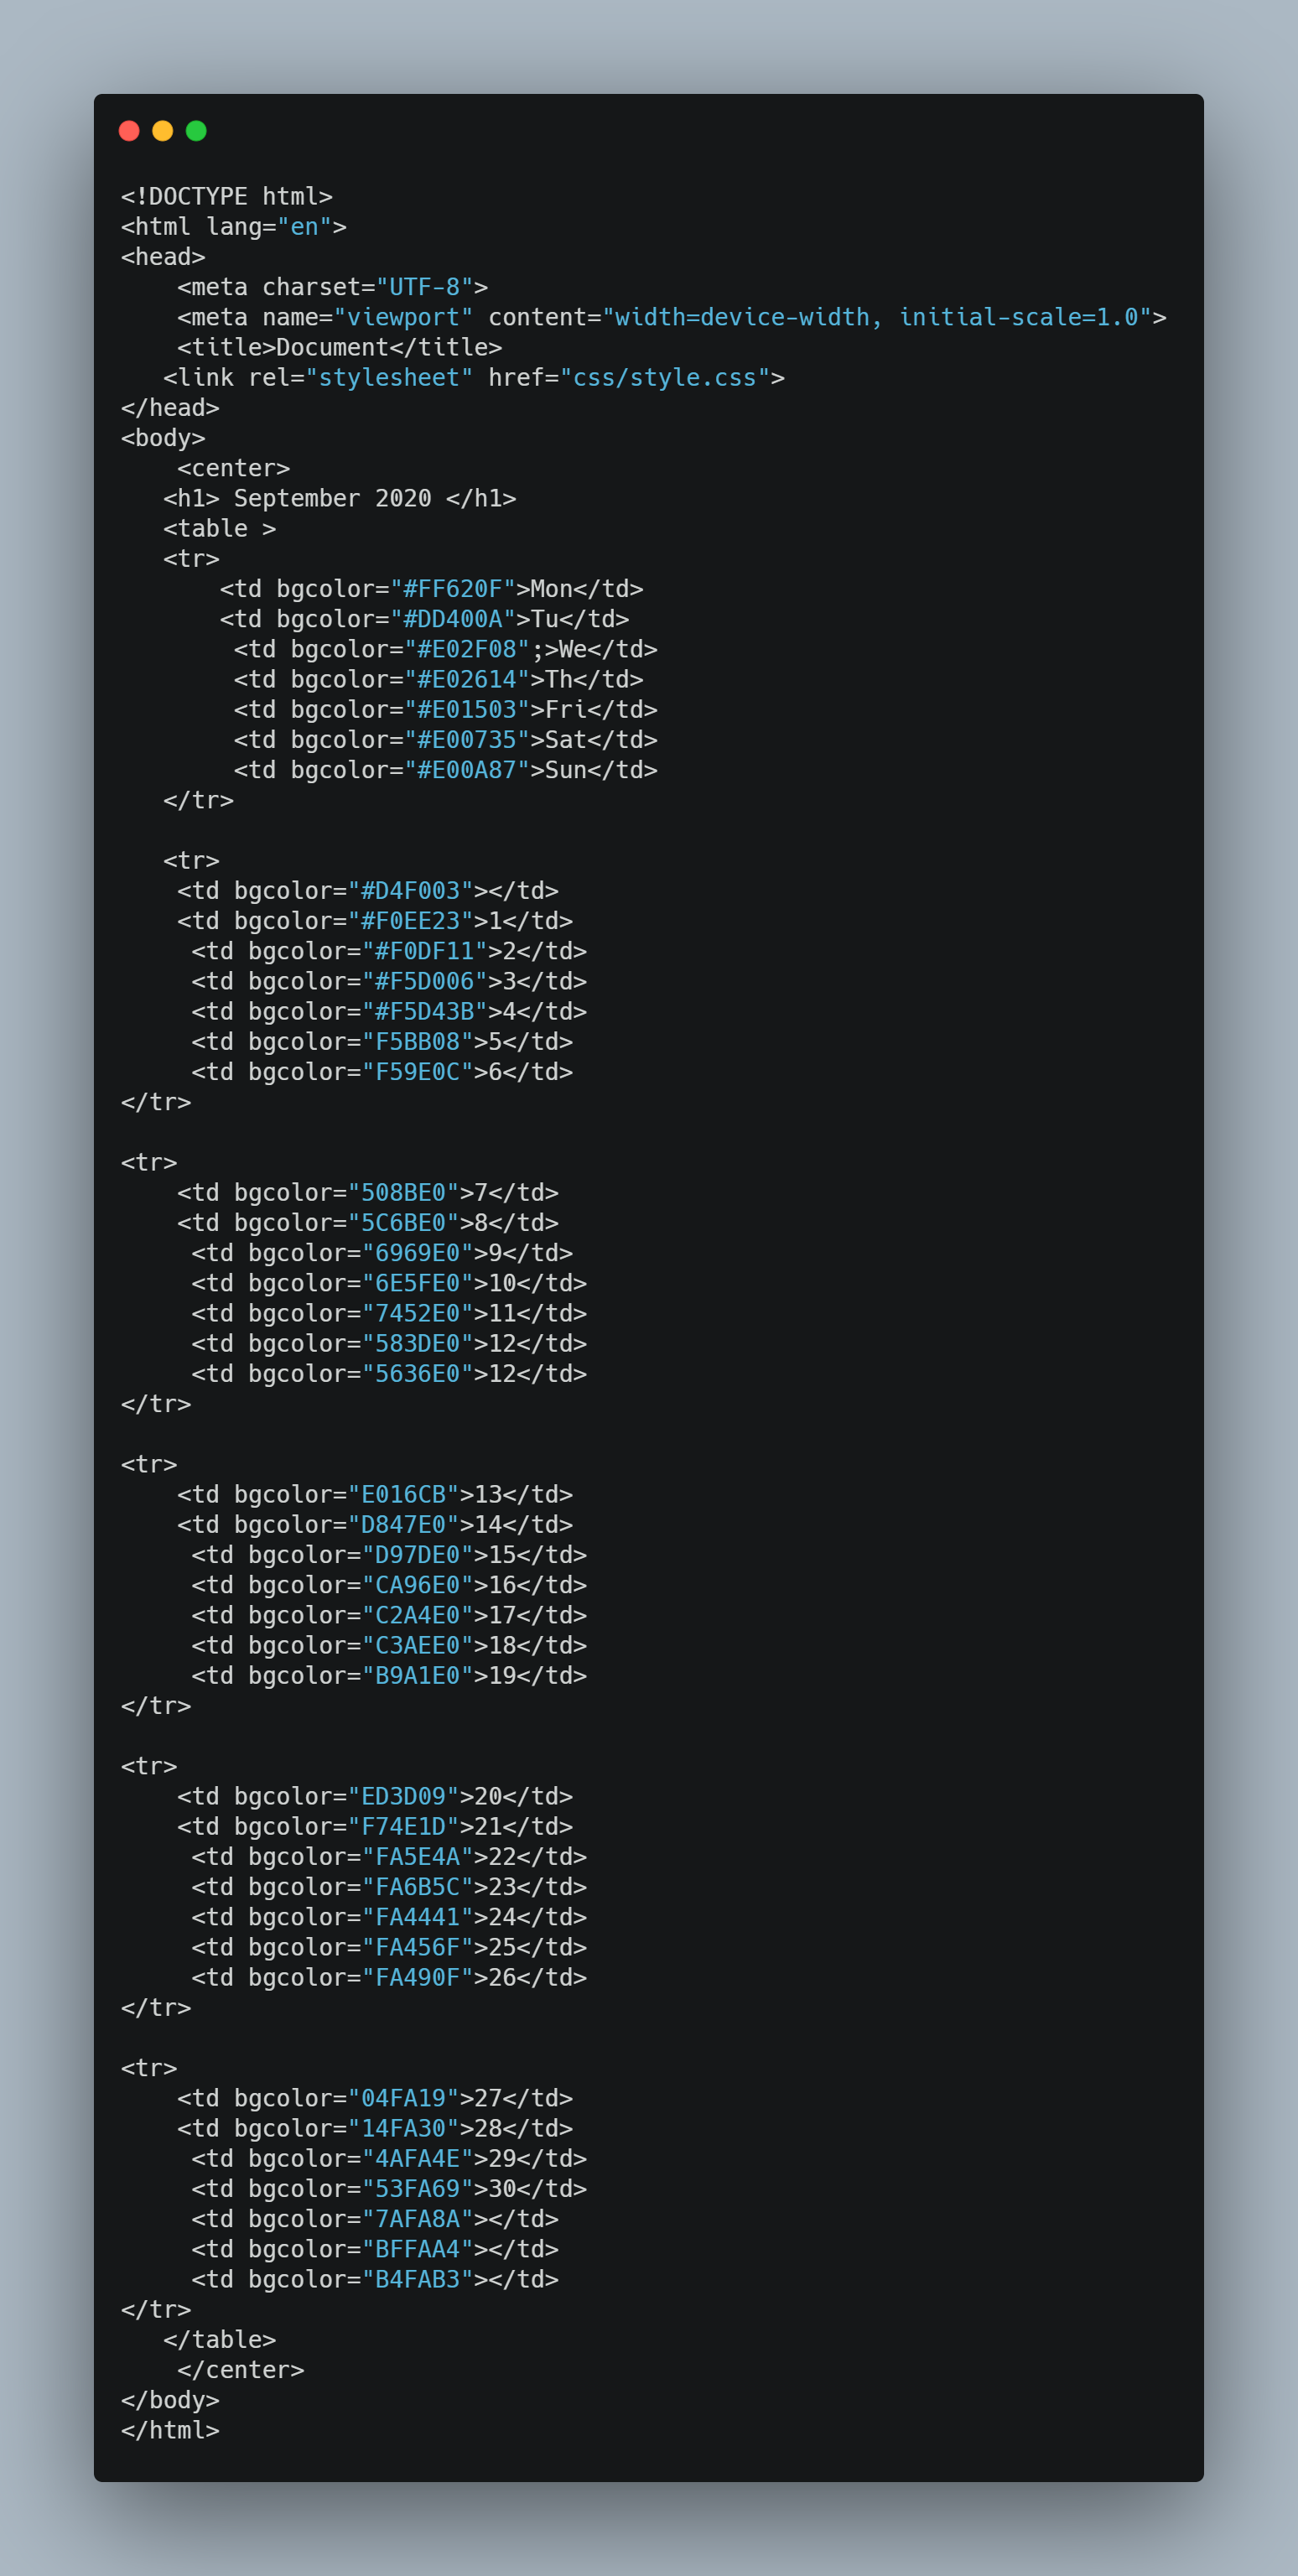 <!DOCTYPE html>
<html lang="en">
<head>
    <meta charset="UTF-8">
    <meta name="viewport" content="width=device-width, initial-scale=1.0">
    <title>Document</title>
   <link rel="stylesheet" href="css/style.css">
</head>
<body>
    <center>
   <h1> September 2020 </h1>
   <table >
   <tr>
       <td bgcolor="#FF620F">Mon</td>
       <td bgcolor="#DD400A">Tu</td>
        <td bgcolor="#E02F08";>We</td>
        <td bgcolor="#E02614">Th</td>
        <td bgcolor="#E01503">Fri</td>
        <td bgcolor="#E00735">Sat</td>
        <td bgcolor="#E00A87">Sun</td>
   </tr>

   <tr>
    <td bgcolor="#D4F003"></td>
    <td bgcolor="#F0EE23">1</td>
     <td bgcolor="#F0DF11">2</td>
     <td bgcolor="#F5D006">3</td>
     <td bgcolor="#F5D43B">4</td>
     <td bgcolor="F5BB08">5</td>
     <td bgcolor="F59E0C">6</td>
</tr>

<tr>
    <td bgcolor="508BE0">7</td>
    <td bgcolor="5C6BE0">8</td>
     <td bgcolor="6969E0">9</td>
     <td bgcolor="6E5FE0">10</td>
     <td bgcolor="7452E0">11</td>
     <td bgcolor="583DE0">12</td>
     <td bgcolor="5636E0">12</td>
</tr>

<tr>
    <td bgcolor="E016CB">13</td>
    <td bgcolor="D847E0">14</td>
     <td bgcolor="D97DE0">15</td>
     <td bgcolor="CA96E0">16</td>
     <td bgcolor="C2A4E0">17</td>
     <td bgcolor="C3AEE0">18</td>
     <td bgcolor="B9A1E0">19</td>
</tr>

<tr>
    <td bgcolor="ED3D09">20</td>
    <td bgcolor="F74E1D">21</td>
     <td bgcolor="FA5E4A">22</td>
     <td bgcolor="FA6B5C">23</td>
     <td bgcolor="FA4441">24</td>
     <td bgcolor="FA456F">25</td>
     <td bgcolor="FA490F">26</td>
</tr>

<tr>
    <td bgcolor="04FA19">27</td>
    <td bgcolor="14FA30">28</td>
     <td bgcolor="4AFA4E">29</td>
     <td bgcolor="53FA69">30</td>
     <td bgcolor="7AFA8A"></td>
     <td bgcolor="BFFAA4"></td>
     <td bgcolor="B4FAB3"></td>
</tr>
   </table>
    </center>
</body>
</html>